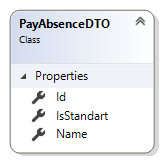 PayAbsenceDTO
Class
Properties
Id
IsStandart
Name